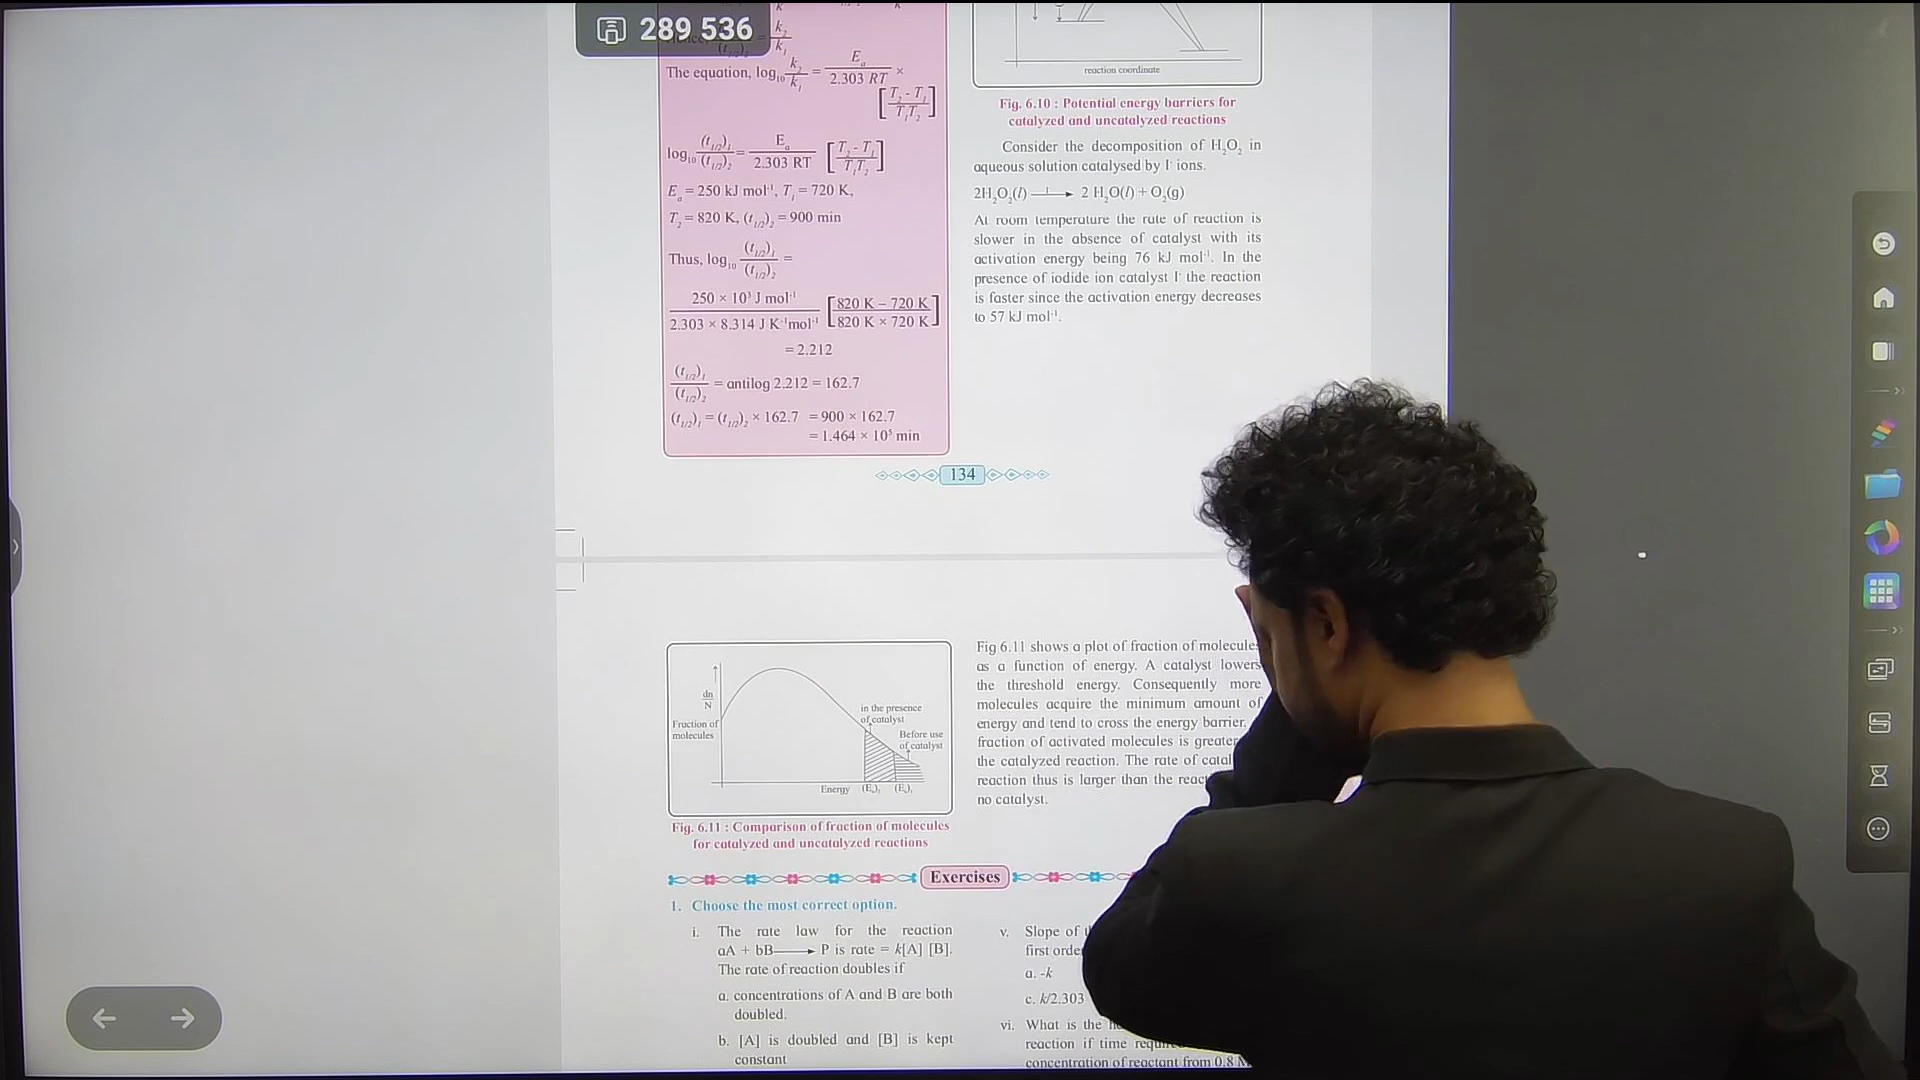 289 536
The equation, log₁₀ k₂/k₁ = Eₐ/2.303 RT ×
[T₂ - T₁/T₁T₂]
log₁₀ (t₁/₂)₁/(t₁/₂)₂ = Eₐ/2.303 RT [T₂ - T₁/T₁T₂]
Eₐ = 250 kJ mol⁻¹, T₁ = 720 K,
T₂ = 820 K, (t₁/₂)₂ = 900 min
Thus, log₁₀ (t₁/₂)₁/(t₁/₂)₂ =
250 × 10³ J mol⁻¹/2.303 × 8.314 J K⁻¹mol⁻¹ [820 K – 720 K/820 K × 720 K]
= 2.212
(t₁/₂)₁/(t₁/₂)₂ = antilog 2.212 = 162.7
(t₁/₂)₁ = (t₁/₂)₂ × 162.7 = 900 × 162.7
= 1.464 × 10⁵ min
reaction coordinate
Fig. 6.10 : Potential energy barriers for
catalyzed and uncatalyzed reactions
Consider the decomposition of H₂O₂ in
aqueous solution catalysed by I⁻ ions.
2H₂O₂(l) —I⁻→ 2 H₂O(l) + O₂(g)
At room temperature the rate of reaction is
slower in the absence of catalyst with its
activation energy being 76 kJ mol⁻¹. In the
presence of iodide ion catalyst I⁻ the reaction
is faster since the activation energy decreases
to 57 kJ mol⁻¹.
134
dn/N
Fraction of
molecules
in the presence
of catalyst
Before use
of catalyst
Energy
Fig. 6.11 : Comparison of fraction of molecules
for catalyzed and uncatalyzed reactions
Fig 6.11 shows a plot of fraction of molecules
as a function of energy. A catalyst lowers
the threshold energy. Consequently more
molecules acquire the minimum amount of
energy and tend to cross the energy barrier.
fraction of activated molecules is greater
the catalyzed reaction. The rate of
reaction thus is larger than the
no catalyst.
Exercises
1. Choose the most correct option.
i. The rate law for the reaction
aA + bB ⟶ P is rate = k[A] [B].
The rate of reaction doubles if
a. concentrations of A and B are both
doubled.
b. [A] is doubled and [B] is kept
constant
v. Slope of
first
a. -k
c. k/2.303
vi. What is the
reaction if time
concentration of reactant from 0.8